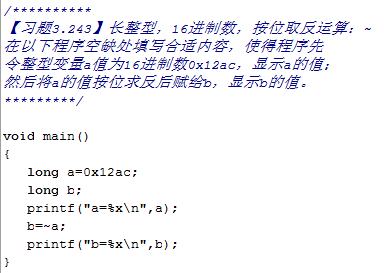 /**********
【习题3.243】长整型，16进制数，按位取反运算：~
在以下程序空缺处填写合适内容，使得程序先
令整型变量a值为16进制数0x12ac，显示a的值；
然后将a的值按位求反后赋给b，显示b的值。
*********/
void main()
{
long a=0x12ac;
long b;
printf("a=%x\n",a);
b=~a;
printf("b=%x\n",b);
}